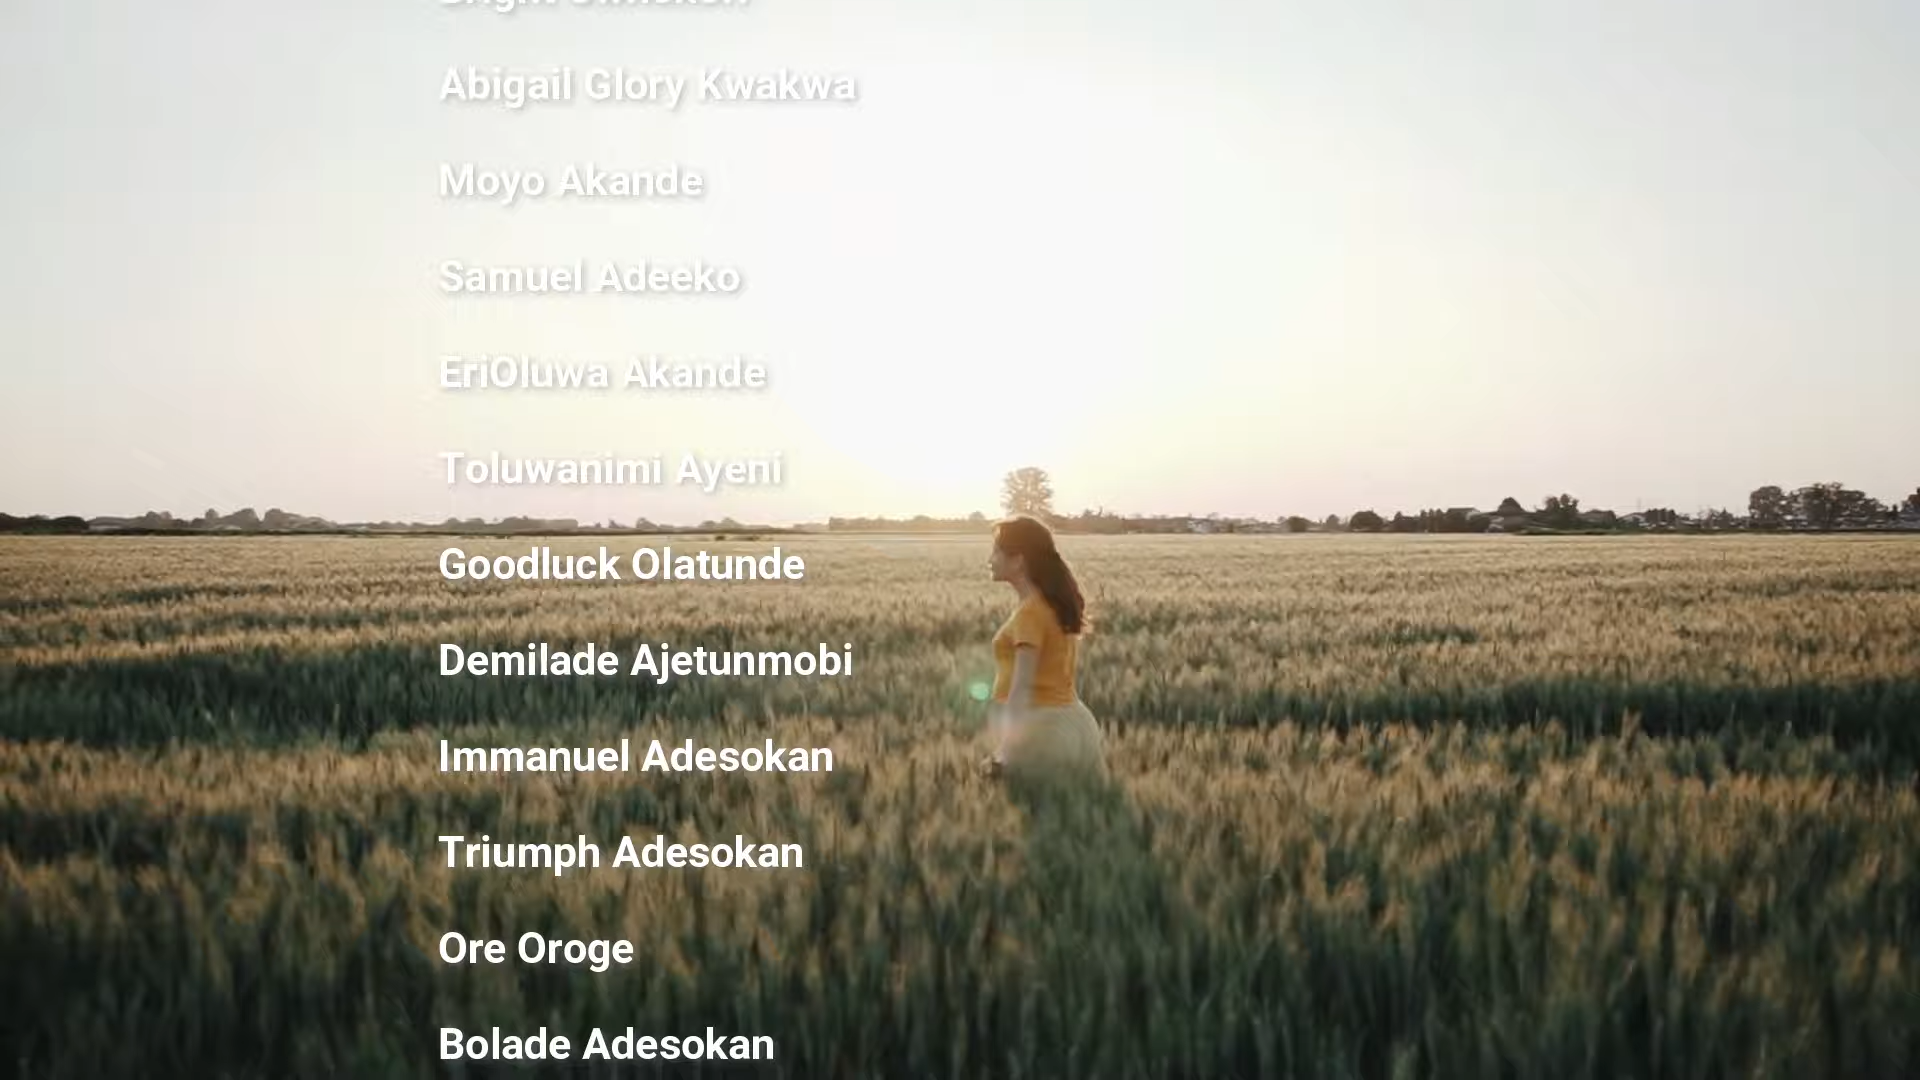 Abigail Glory Kwakwa
Moyo Akande
Samuel Adeeko
EriOluwa Akande
Toluwanimi Ayeni
Goodluck Olatunde
Demilade Ajetunmobi
Immanuel Adesokan
Triumph Adesokan
Ore Oroge
Bolade Adesokan